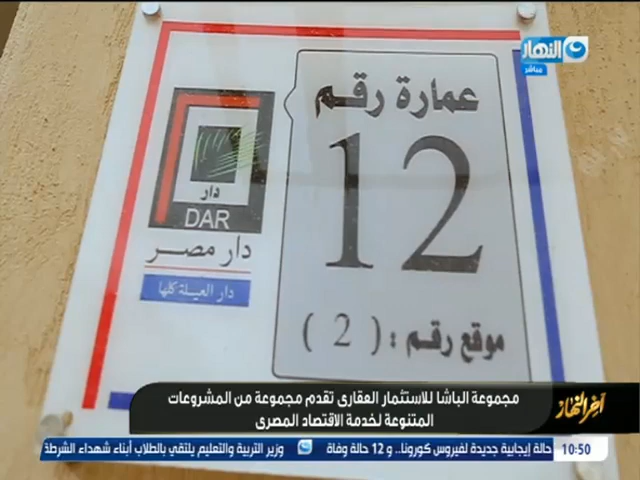 النهار
مباشر
عمارة رقم
12
موقع رقم : ( 2 )
دار
DAR
دار مصر
دار العيلة كلها
مجموعة الباشا للاستثمار العقارى تقدم مجموعة من المشروعات
المتنوعة لخدمة الاقتصاد المصرى
آخر النهار
10:50
حالة إيجابية جديدة لفيروس كورونا.. و 12 حالة وفاة
وزير التربية والتعليم يلتقي بالطلاب أبناء شهداء الشرطة